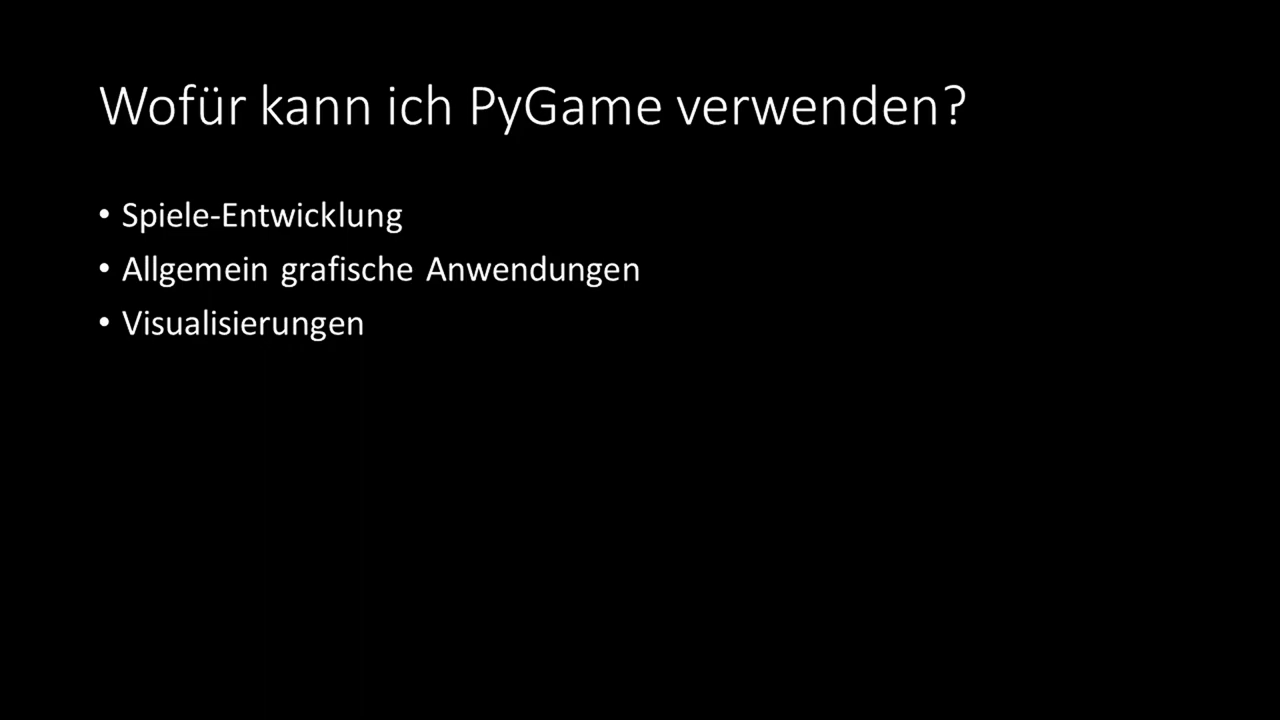 Wofür kann ich PyGame verwenden?
• Spiele-Entwicklung
• Allgemein grafische Anwendungen
• Visualisierungen